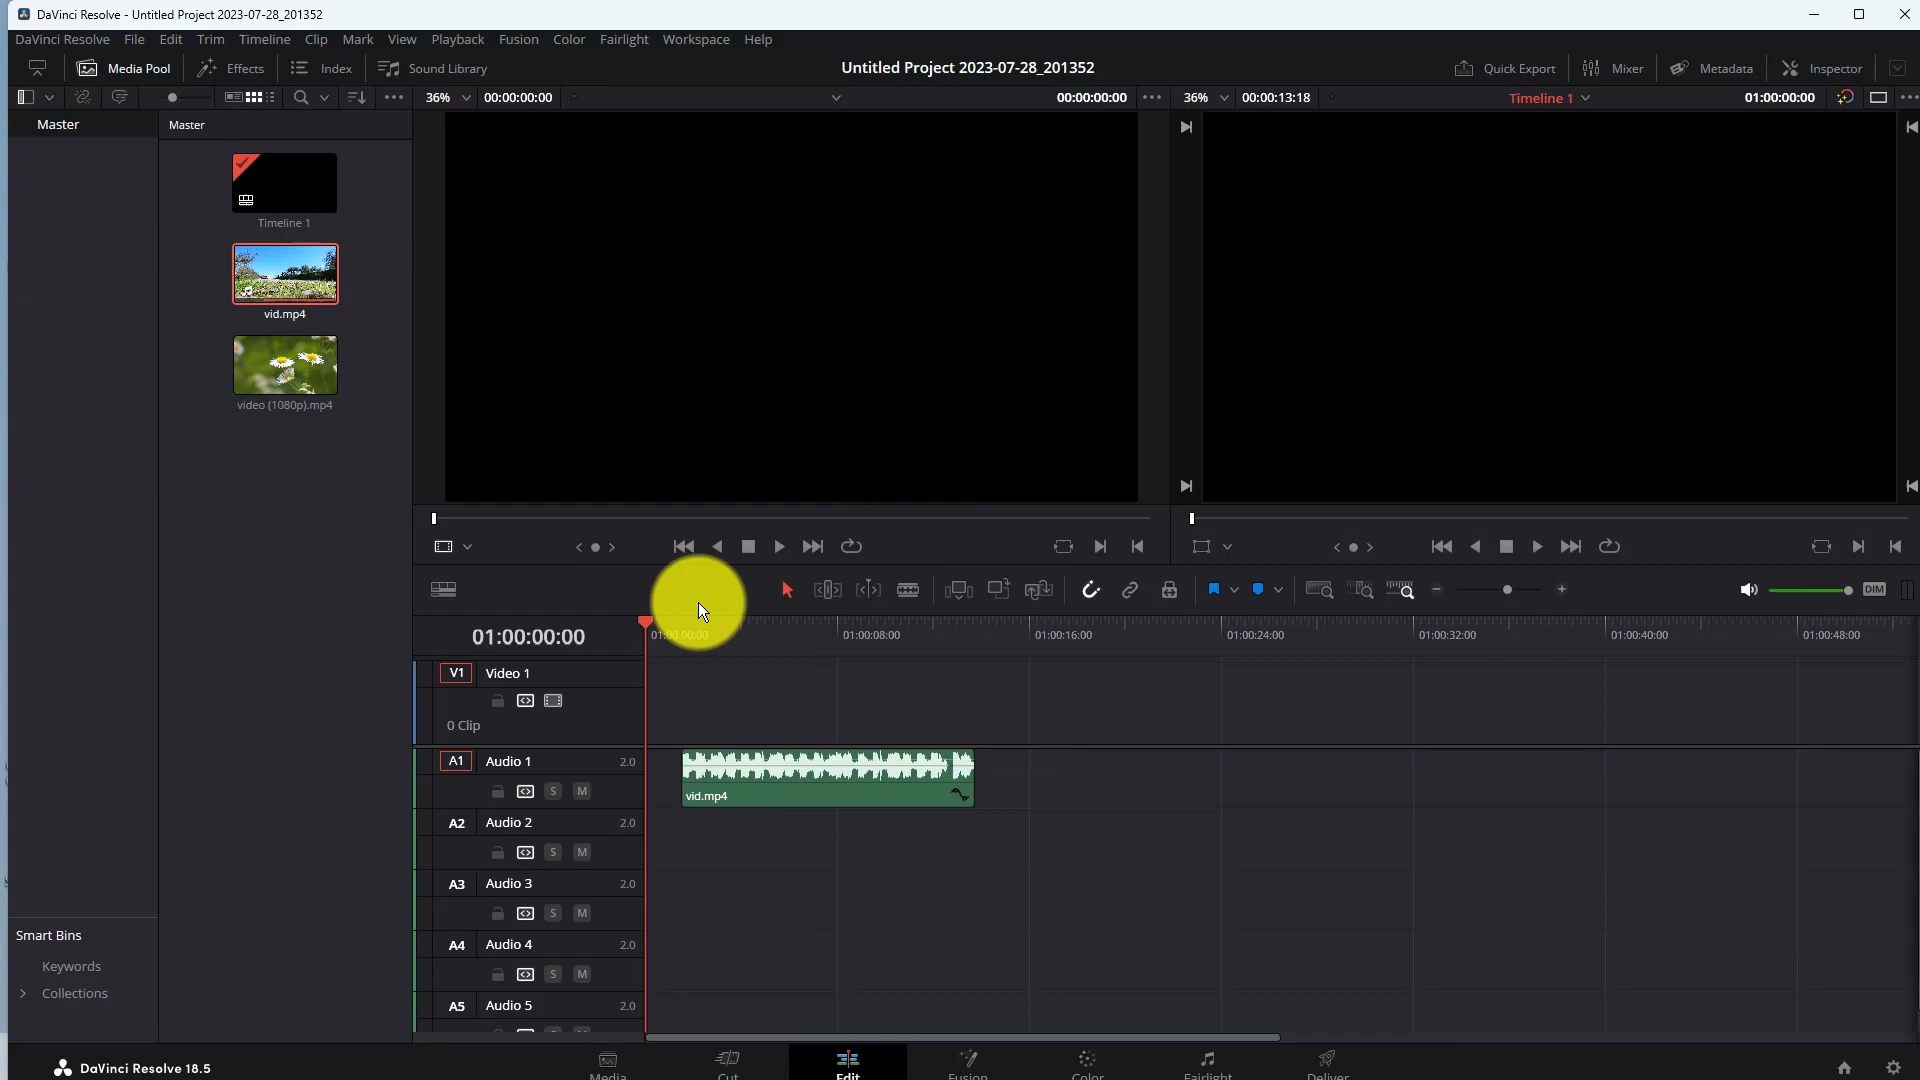 DaVinci Resolve - Untitled Project 2023-07-28_201352
DaVinci Resolve File Edit Trim Timeline Clip Mark View Playback Fusion Color Fairlight Workspace Help
Media Pool Effects Index Sound Library Untitled Project 2023-07-28_201352 Quick Export Mixer Metadata Inspector
36% 00:00:00:00 00:00:00:00 36% 00:00:13:18 Timeline 1 01:00:00:00
Master Master
Timeline 1
vid.mp4
video (1080p).mp4
DIM
01:00:00:00 01:00:00:00 01:00:08:00 01:00:16:00 01:00:24:00 01:00:32:00 01:00:40:00 01:00:48:00
V1 Video 1
0 Clip
A1 Audio 1 2.0
S M
vid.mp4
A2 Audio 2 2.0
S M
A3 Audio 3 2.0
S M
A4 Audio 4 2.0
S M
A5 Audio 5 2.0
Smart Bins
Keywords
Collections
DaVinci Resolve 18.5
Media Cut Edit Fusion Color Fairlight Deliver